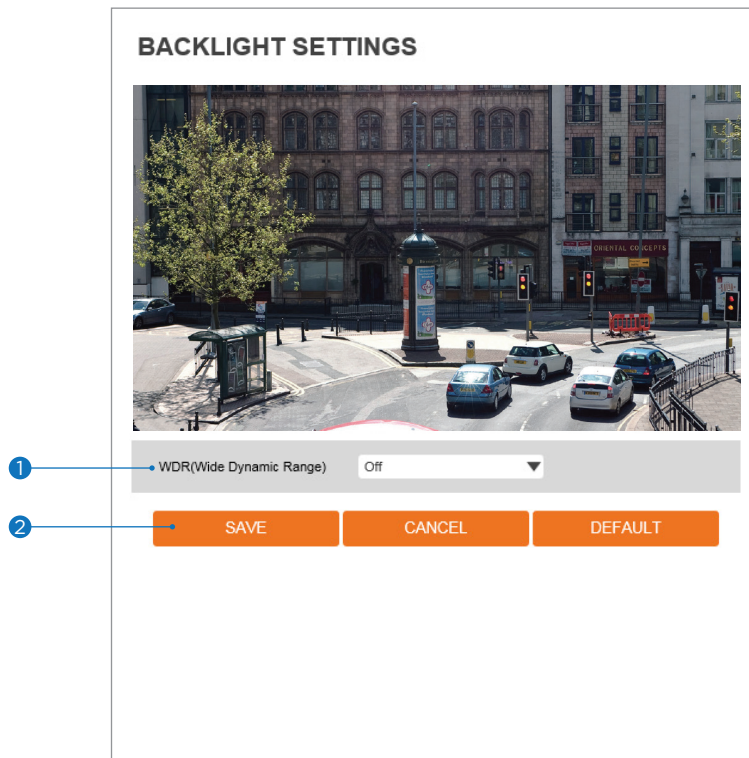 BACKLIGHT SETTINGS
ORIENTAL CONCEPTS
1
WDR(Wide Dynamic Range) Off
2
SAVE CANCEL DEFAULT